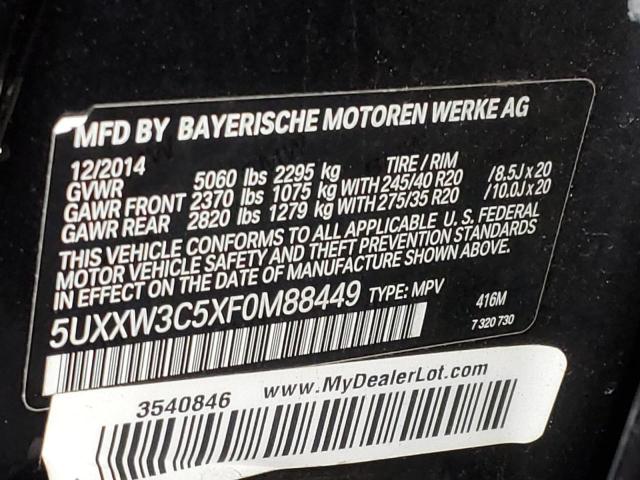 MFD BY BAYERISCHE MOTOREN WERKE AG
12/2014 TIRE / RIM
GVWR 5060 lbs 2295 kg
GAWR FRONT 2370 lbs 1075 kg WITH 245/40 R20 /8.5J x 20
GAWR REAR 2820 lbs 1279 kg WITH 275/35 R20 /10.0J x 20
THIS VEHICLE CONFORMS TO ALL APPLICABLE U. S. FEDERAL
MOTOR VEHICLE SAFETY AND THEFT PREVENTION STANDARDS
IN EFFECT ON THE DATE OF MANUFACTURE SHOWN ABOVE.
5UXXW3C5XF0M88449 TYPE: MPV 416M
7 320 730
3540846 www.MyDealerLot.com